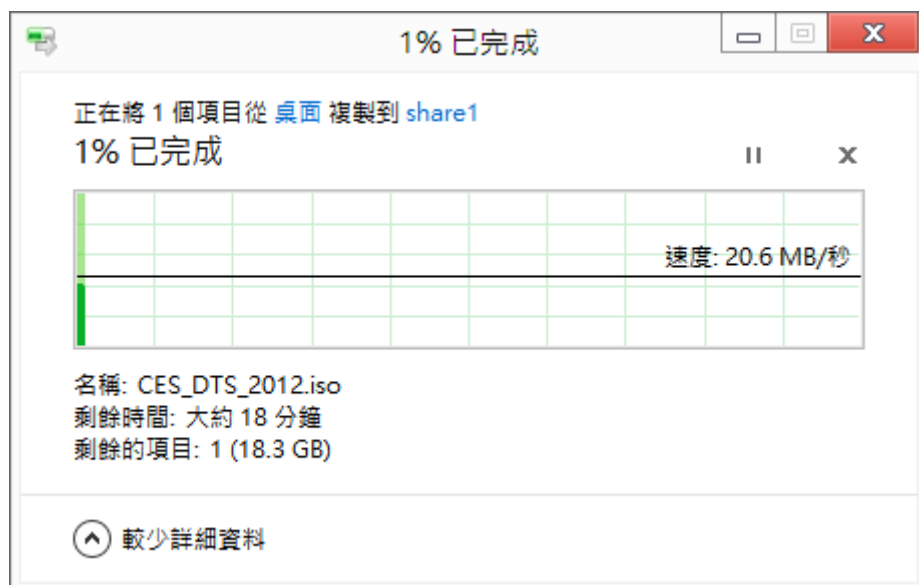 1% 已完成
正在將 1 個項目從 桌面 複製到 share1
1% 已完成
速度: 20.6 MB/秒
名稱: CES_DTS_2012.iso
剩餘時間: 大約 18 分鐘
剩餘的項目: 1 (18.3 GB)
較少詳細資料